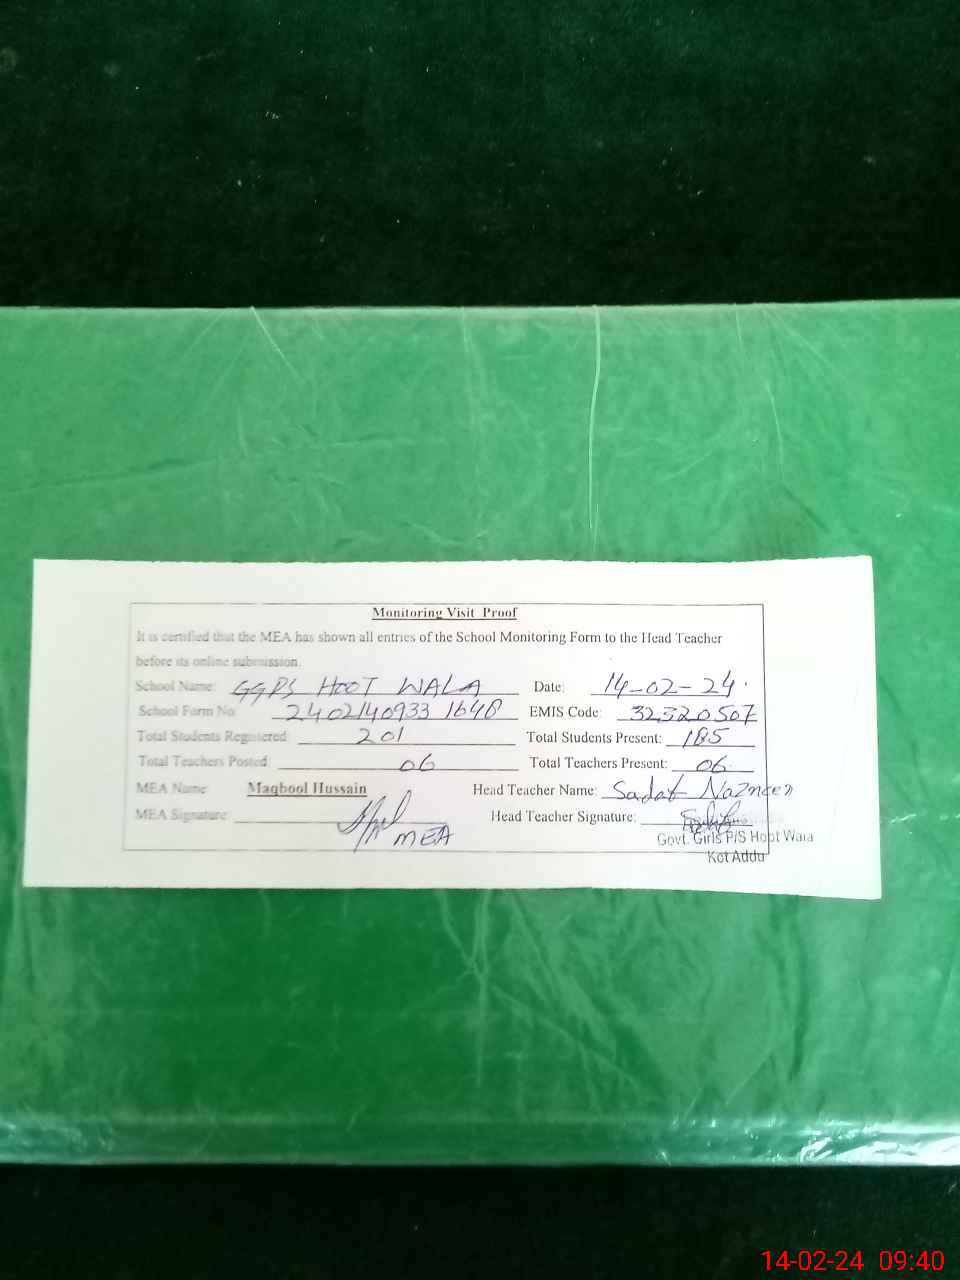 Monitoring Visit Proof
It is certified that the MEA has shown all entries of the School Monitoring Form to the Head Teacher
before its online submission.
School Name: GGPS HOOT WALA Date: 14-02-24.
School Form No: 2402140933 1648 EMIS Code: 32320507
Total Students Registered: 201 Total Students Present: 185
Total Teachers Posted: 06 Total Teachers Present: 06
MEA Name Maqbool Hussain Head Teacher Name: Sadaf Nazneen
MEA Signature: MEA Head Teacher Signature:
Govt. Girls P/S Hoot Wala
Kot Addu
14-02-24 09:40